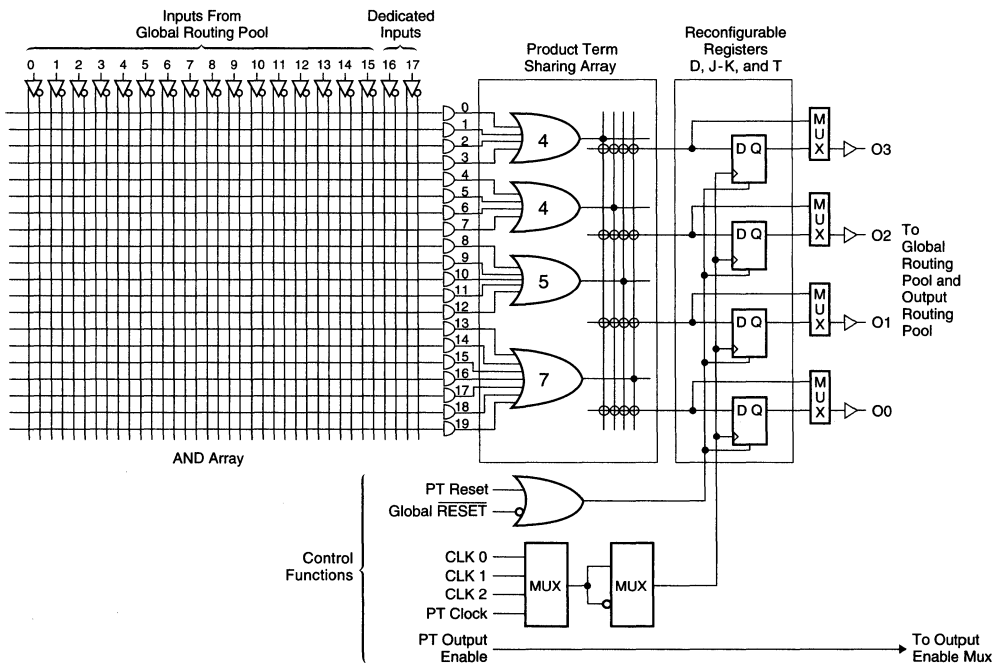 Inputs From
Global Routing Pool
Dedicated
Inputs
0 1 2 3 4 5 6 7 8 9 10 11 12 13 14 15 16 17
Product Term
Sharing Array
Reconfigurable
Registers
D, J-K, and T
0
1
2
3
4
5
6
7
8
9
10
11
12
13
14
15
16
17
18
19
4
4
5
7
D Q
MUX
O3
D Q
MUX
O2
D Q
MUX
O1
D Q
MUX
O0
To
Global
Routing
Pool and
Output
Routing
Pool
AND Array
Control
Functions
PT Reset
Global RESET
CLK 0
CLK 1
CLK 2
PT Clock
MUX
MUX
PT Output
Enable
To Output
Enable Mux